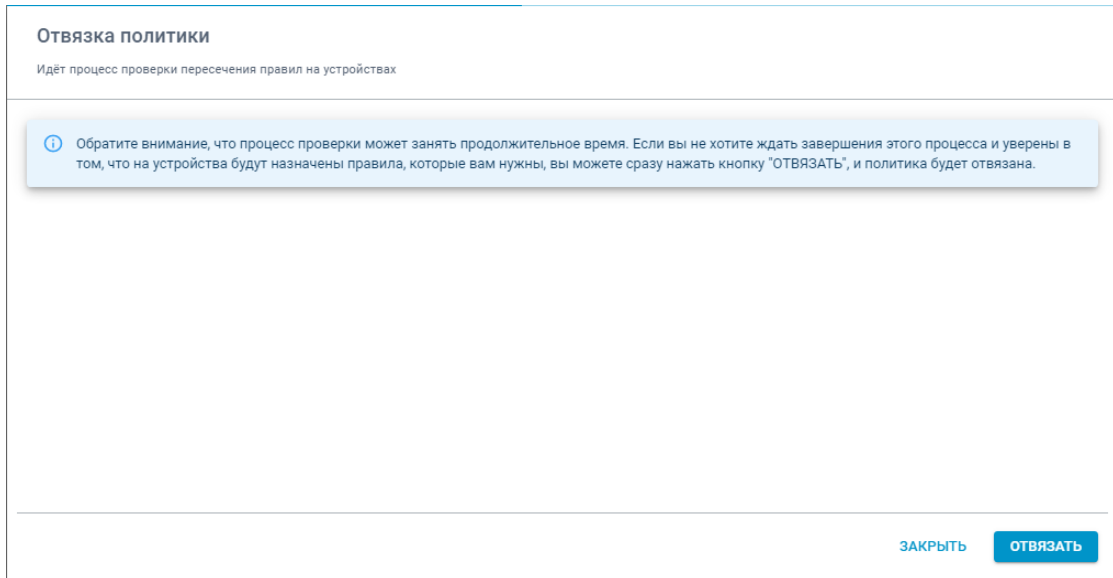 Отвязка политики
Идёт процесс проверки пересечения правил на устройствах
Обратите внимание, что процесс проверки может занять продолжительное время. Если вы не хотите ждать завершения этого процесса и уверены в
том, что на устройства будут назначены правила, которые вам нужны, вы можете сразу нажать кнопку "ОТВЯЗАТЬ", и политика будет отвязана.
ЗАКРЫТЬ
ОТВЯЗАТЬ